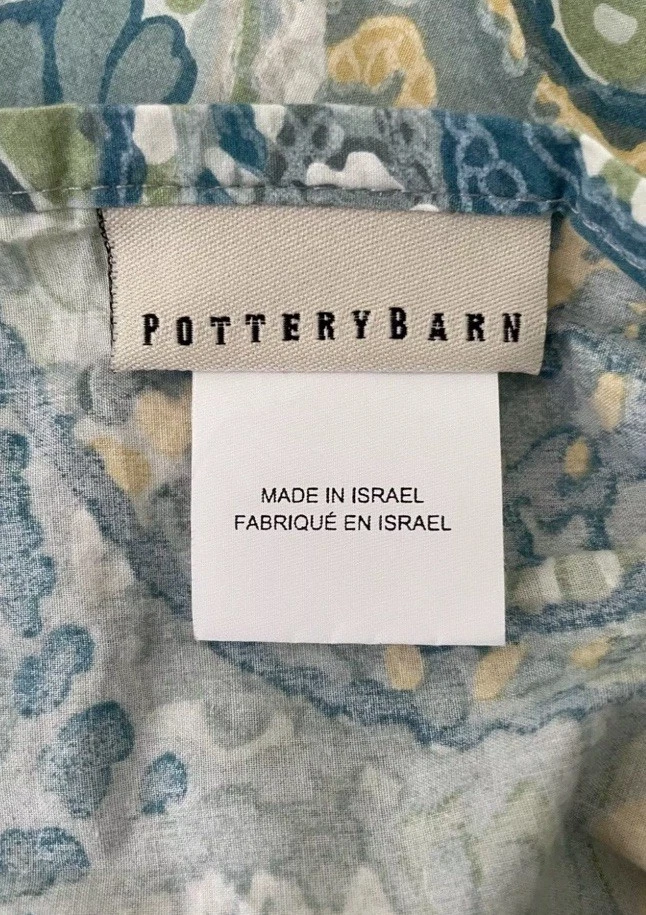 POTTERYBARN
MADE IN ISRAEL
FABRIQUÉ EN ISRAEL